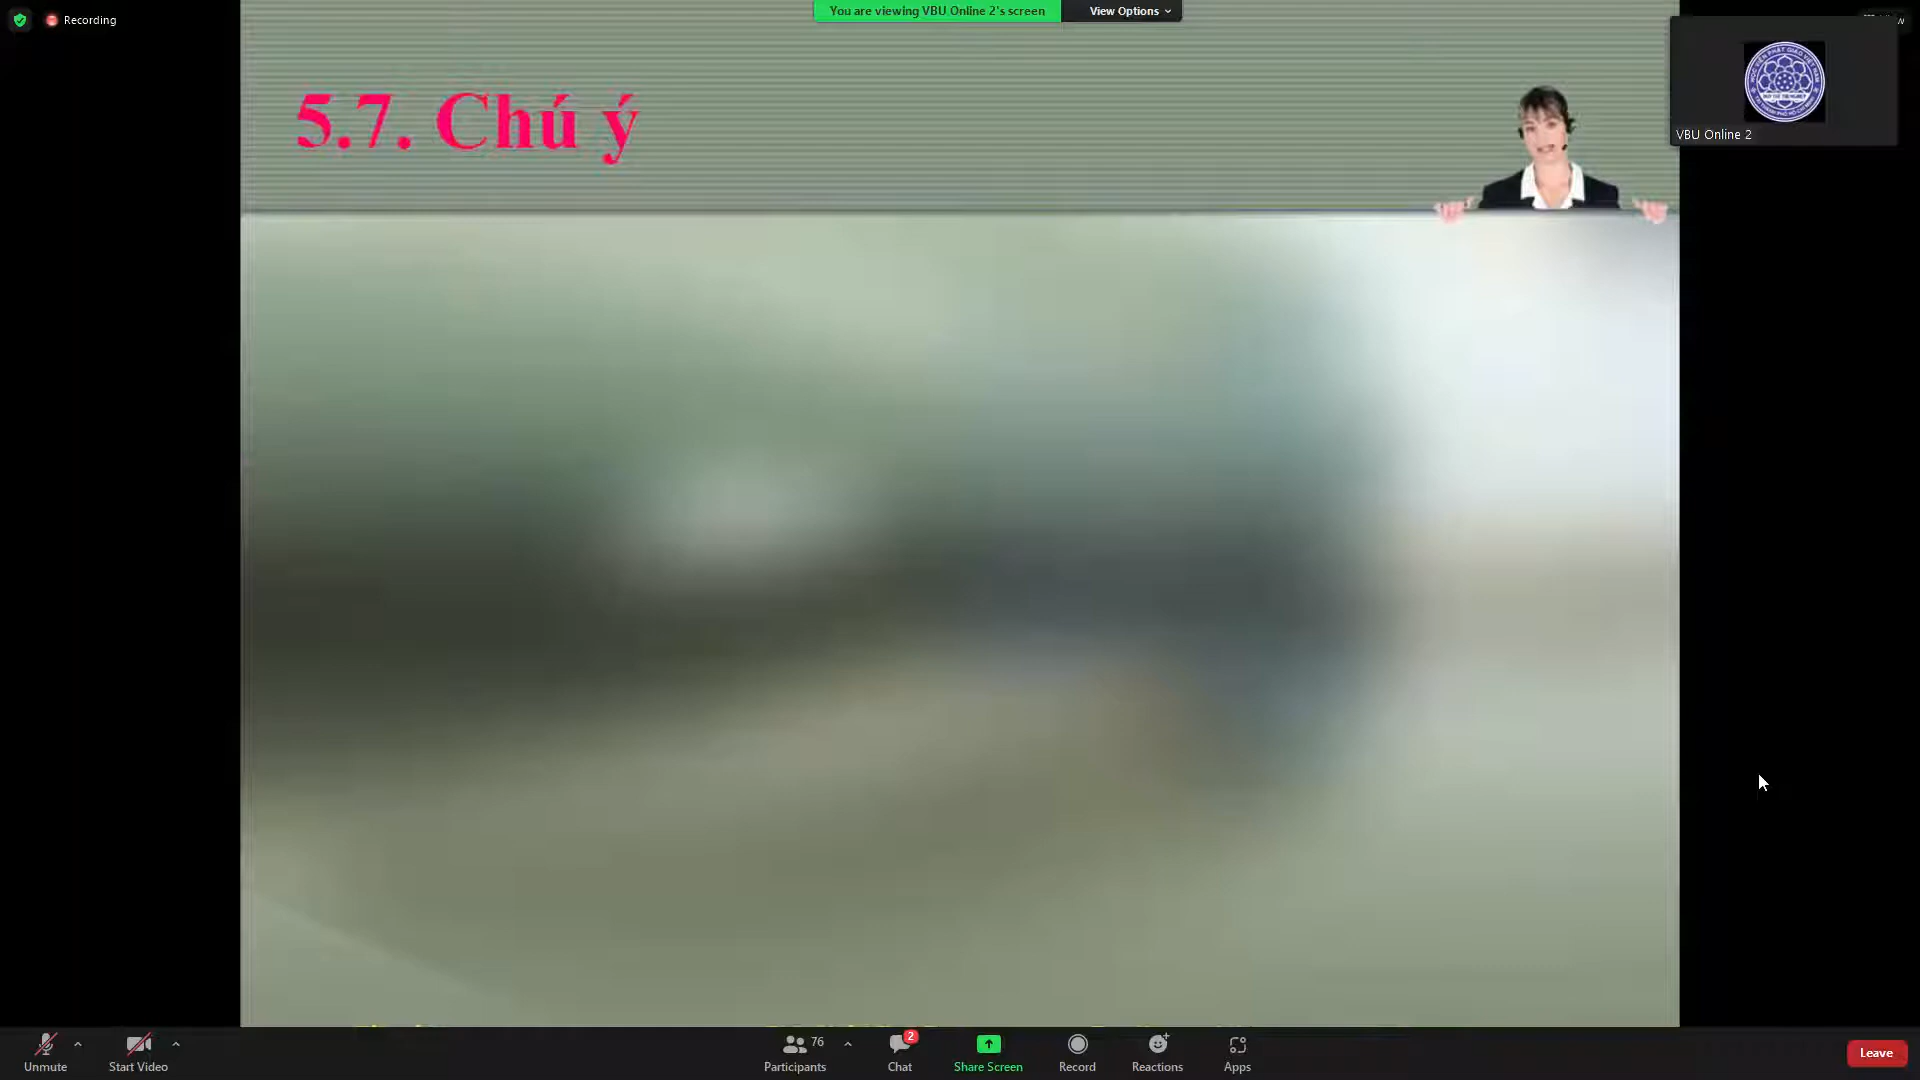 Recording
You are viewing VBU Online 2's screen
View Options
5.7. Chú ý
VBU Online 2
Unmute
Start Video
76
Participants
2
Chat
Share Screen
Record
Reactions
Apps
Leave